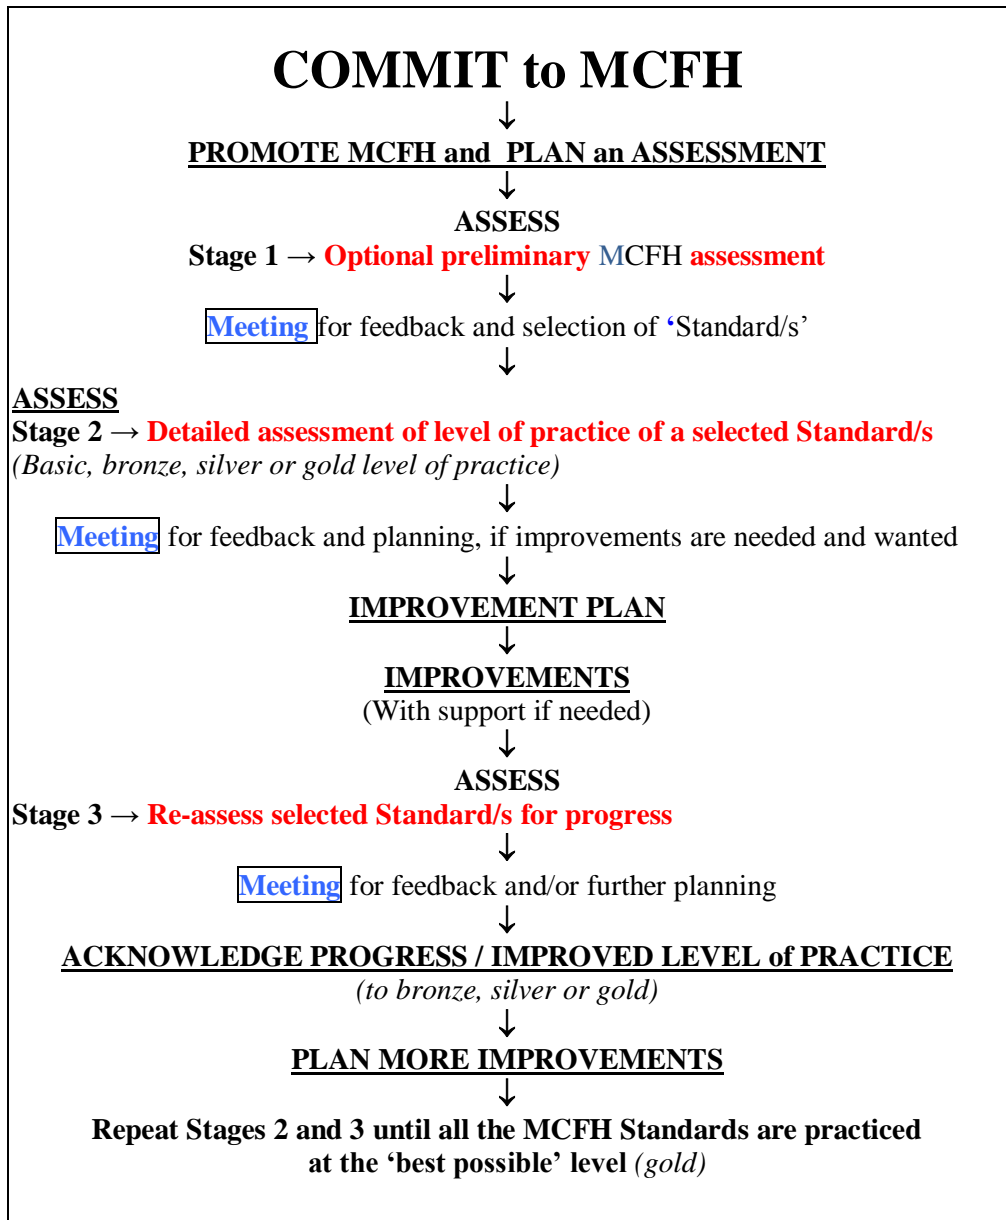 COMMIT to MCFH
↓
PROMOTE MCFH and PLAN an ASSESSMENT
↓
ASSESS
Stage 1 → Optional preliminary MCFH assessment
↓
Meeting for feedback and selection of ‘Standard/s’
↓
ASSESS
Stage 2 → Detailed assessment of level of practice of a selected Standard/s
(Basic, bronze, silver or gold level of practice)
↓
Meeting for feedback and planning, if improvements are needed and wanted
↓
IMPROVEMENT PLAN
↓
IMPROVEMENTS
(With support if needed)
↓
ASSESS
Stage 3 → Re-assess selected Standard/s for progress
↓
Meeting for feedback and/or further planning
↓
ACKNOWLEDGE PROGRESS / IMPROVED LEVEL of PRACTICE
(to bronze, silver or gold)
↓
PLAN MORE IMPROVEMENTS
↓
Repeat Stages 2 and 3 until all the MCFH Standards are practiced
at the ‘best possible’ level (gold)